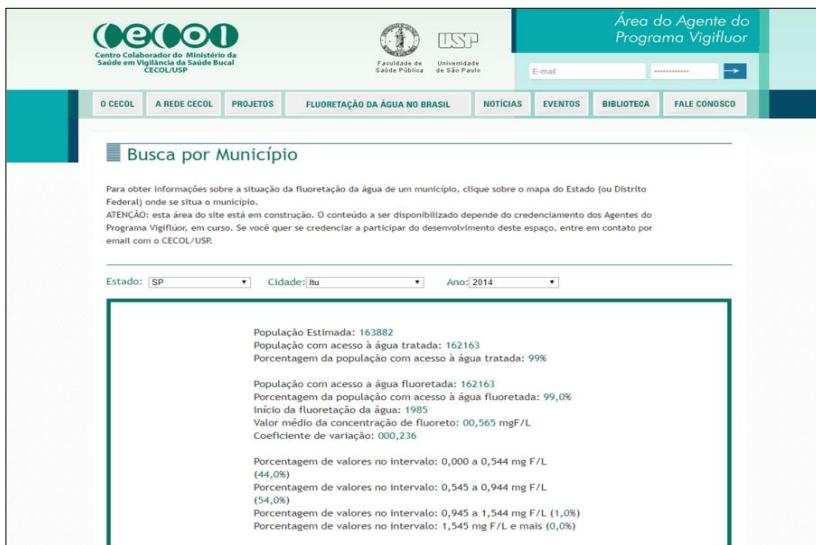 CECOL
Centro Colaborador do Ministério da
Saúde em Vigilância da Saúde Bucal
CECOL/USP
Faculdade de
Saúde Pública
USP
Universidade
de São Paulo
Área do Agente do
Programa Vigifluor
E-mail
************
O CECOL
A REDE CECOL
PROJETOS
FLUORETAÇÃO DA ÁGUA NO BRASIL
NOTÍCIAS
EVENTOS
BIBLIOTECA
FALE CONOSCO
Busca por Município
Para obter informações sobre a situação da fluoretação da água de um município, clique sobre o mapa do Estado (ou Distrito
Federal) onde se situa o município.
ATENÇÃO: esta área do site está em construção. O conteúdo a ser disponibilizado depende do credenciamento dos Agentes do
Programa Vigiflúor, em curso. Se você quer se credenciar a participar do desenvolvimento deste espaço, entre em contato por
email com o CECOL/USP.
Estado: SP Cidade: Itu Ano: 2014
População Estimada: 163882
População com acesso à água tratada: 162163
Porcentagem da população com acesso à água tratada: 99%
População com acesso a água fluoretada: 162163
Porcentagem da população com acesso à água fluoretada: 99,0%
Início da fluoretação da água: 1985
Valor médio da concentração de fluoreto: 00,565 mgF/L
Coeficiente de variação: 000,236
Porcentagem de valores no intervalo: 0,000 a 0,544 mg F/L
(44,0%)
Porcentagem de valores no intervalo: 0,545 a 0,944 mg F/L
(54,0%)
Porcentagem de valores no intervalo: 0,945 a 1,544 mg F/L (1,0%)
Porcentagem de valores no intervalo: 1,545 mg F/L e mais (0,0%)